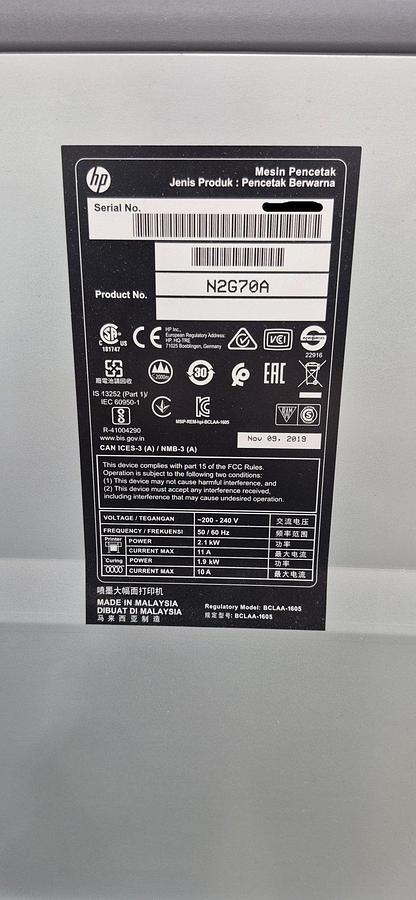 hp
Mesin Pencetak
Jenis Produk : Pencetak Berwarna
Serial No.
Product No.
N2G70A
C US
181747
HP Inc.,
European Regulatory Address:
HP, HQ-TRE
71025 Boeblingen, Germany
VCI
22916
廢電池請回收
2000m
30
EAC
IS 13252 (Part 1)/
IEC 60950-1
R-41004290
www.bis.gov.in
MSIP-REM-hpi-BCLAA-1605
Nov 09, 2019
CAN ICES-3 (A) / NMB-3 (A)
This device complies with part 15 of the FCC Rules.
Operation is subject to the following two conditions:
(1) This device may not cause harmful interference, and
(2) This device must accept any interference received,
including interference that may cause undesired operation.
VOLTAGE / TEGANGAN ~200 - 240 V 交流电压
FREQUENCY / FREKUENSI 50 / 60 Hz 频率范围
Printer POWER 2.1 kW 功率
CURRENT MAX 11 A 最大电流
Curing POWER 1.9 kW 功率
CURRENT MAX 10 A 最大电流
喷墨大幅面打印机
MADE IN MALAYSIA
DIBUAT DI MALAYSIA
马来西亚制造
Regulatory Model: BCLAA-1605
规定型号: BCLAA-1605